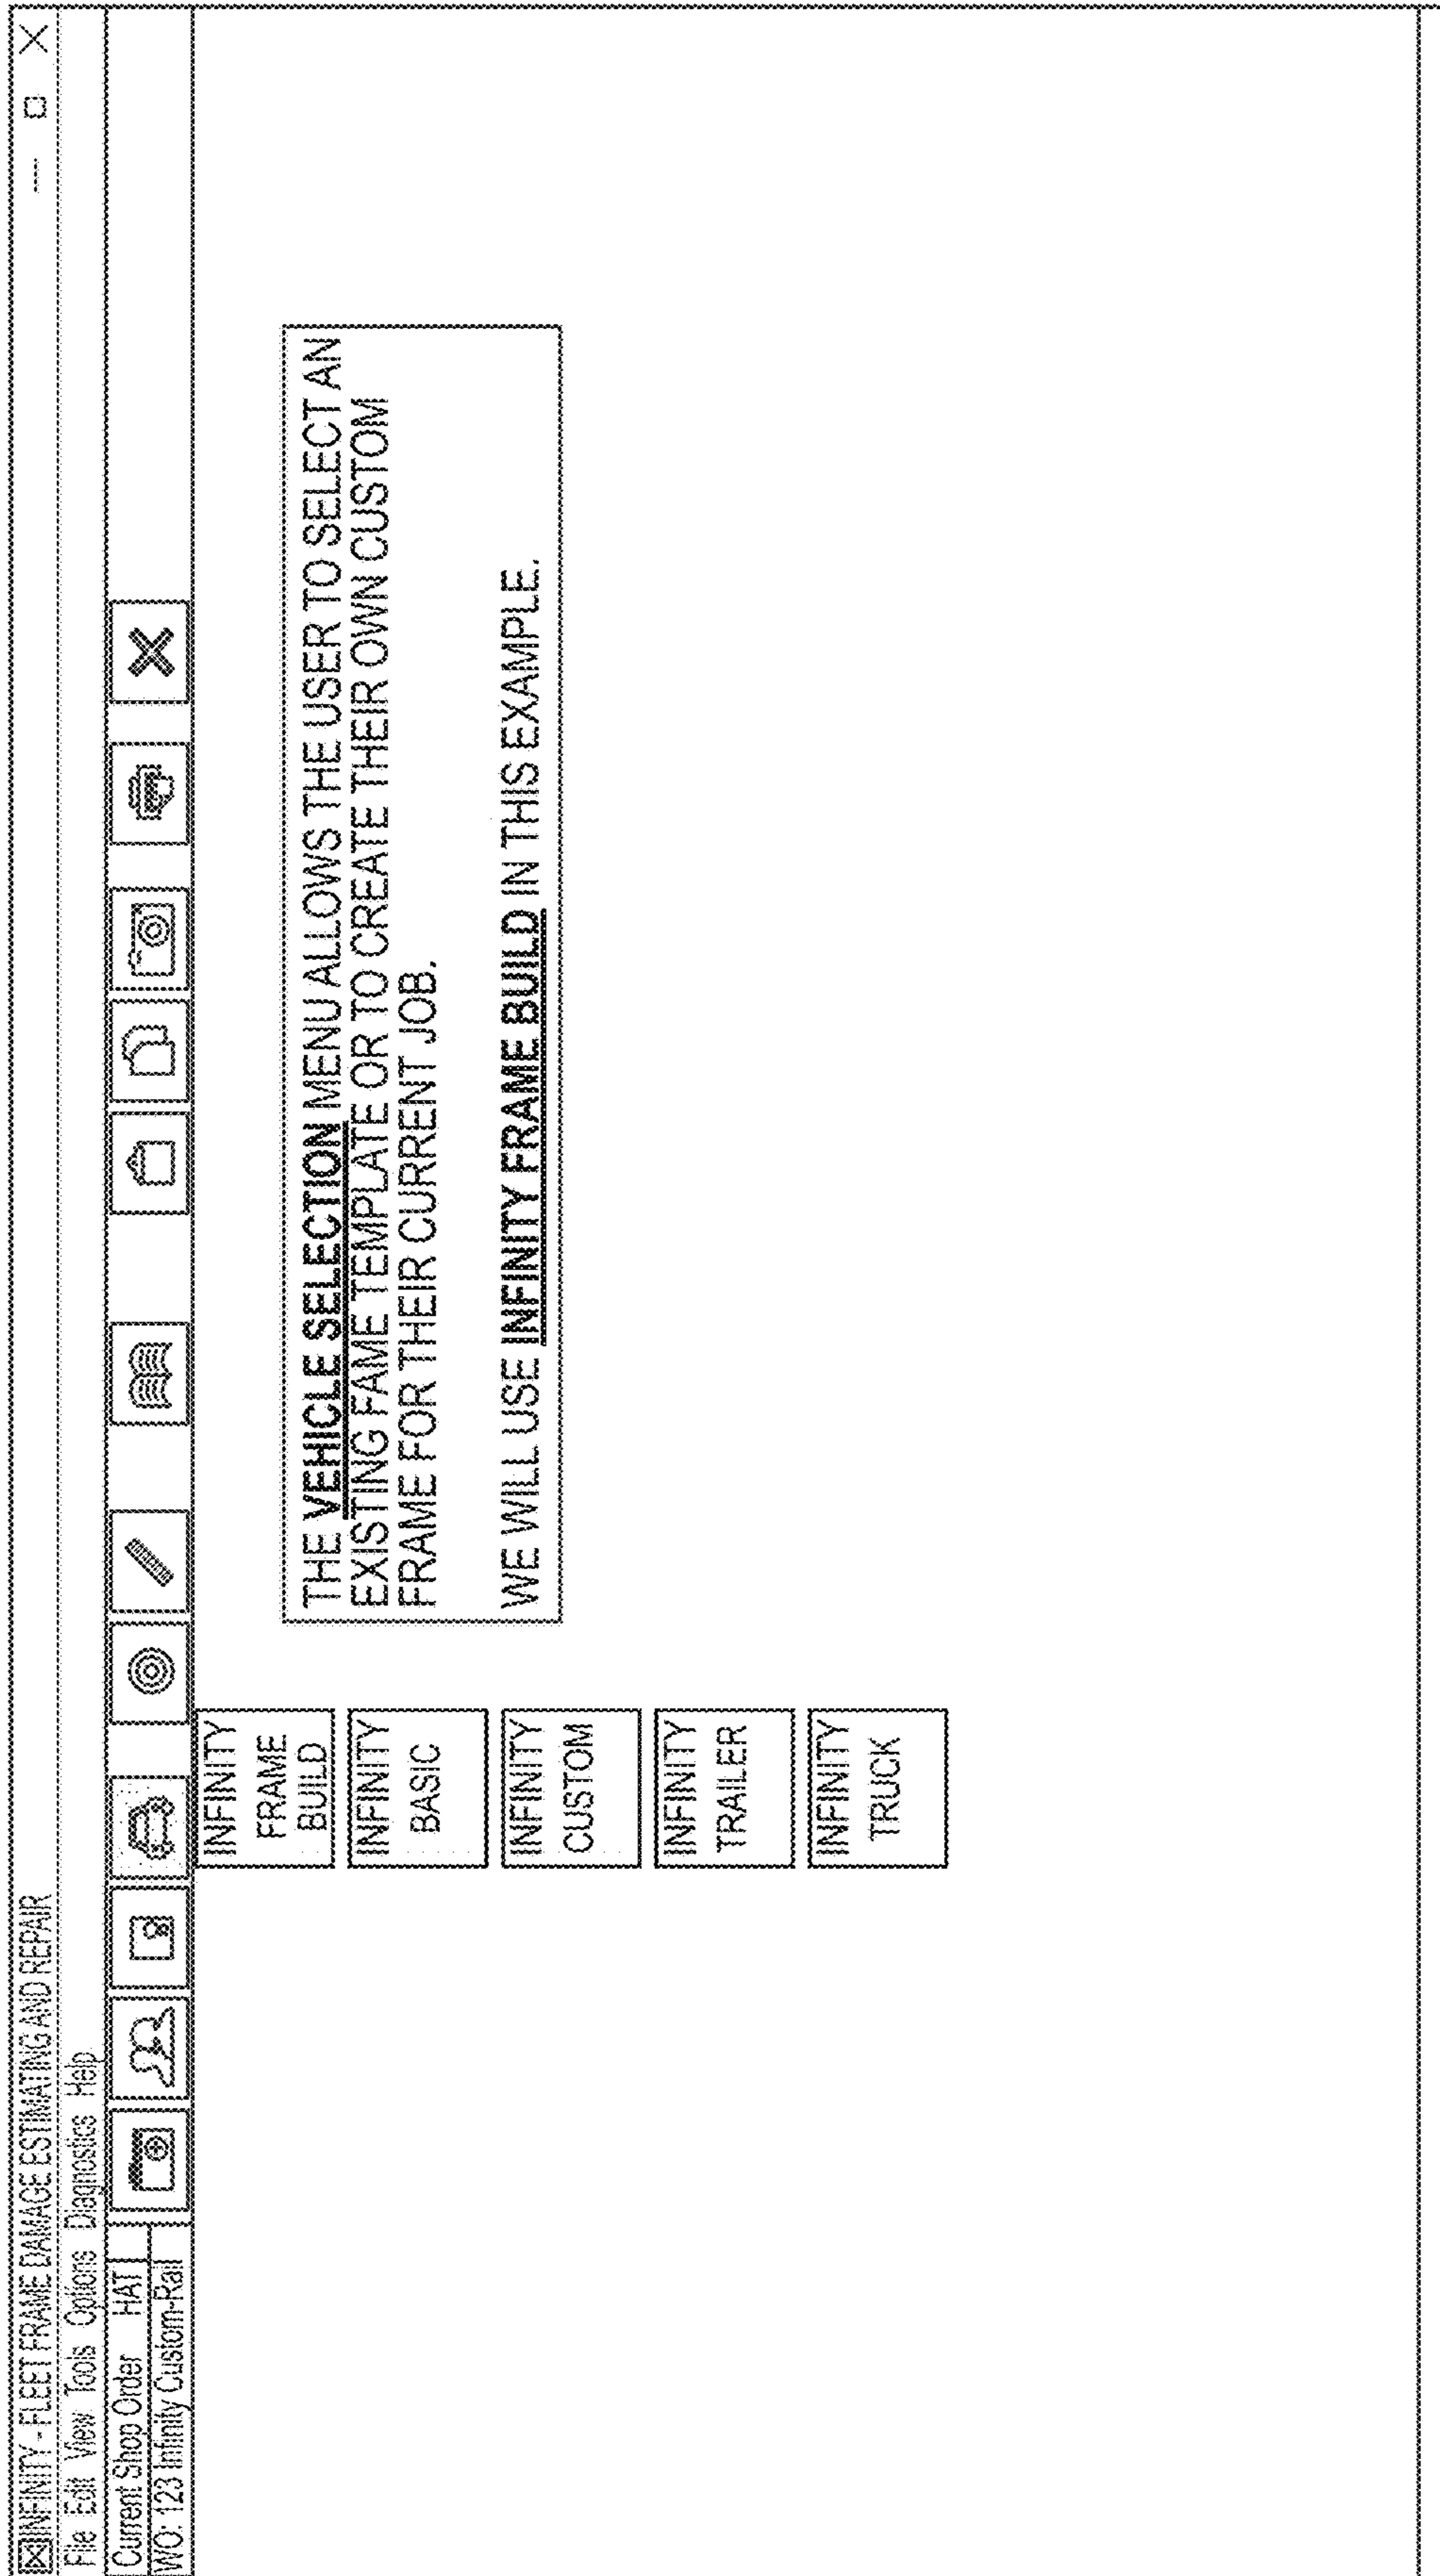 INFINITY - FLEET FRAME DAMAGE ESTIMATING AND REPAIR
File Edit View Tools Options Diagnostics Help
Current Shop Order HAT
WO: 123 Infinity Custom-Rail
INFINITY
FRAME
BUILD
INFINITY
BASIC
INFINITY
CUSTOM
INFINITY
TRAILER
INFINITY
TRUCK
THE VEHICLE SELECTION MENU ALLOWS THE USER TO SELECT AN
EXISTING FAME TEMPLATE OR TO CREATE THEIR OWN CUSTOM
FRAME FOR THEIR CURRENT JOB.
WE WILL USE INFINITY FRAME BUILD IN THIS EXAMPLE.